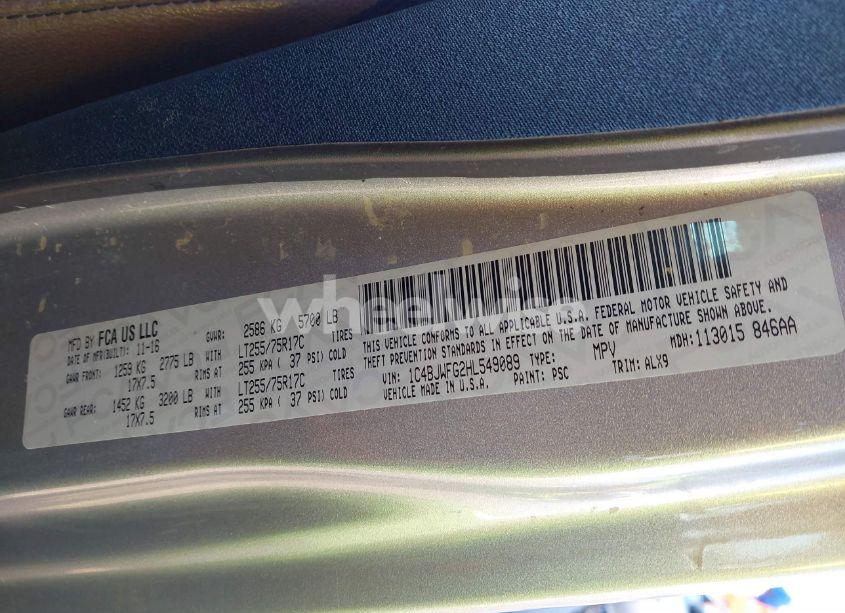 MFD BY FCA US LLC
DATE OF MFR(BUILT): 11-16 GVWR: 2586 KG 5700 LB
GAWR FRONT: 1259 KG 2775 LB WITH LT255/75R17C TIRES
17X7.5 RIMS AT 255 KPA ( 37 PSI) COLD
GAWR REAR: 1452 KG 3200 LB WITH LT255/75R17C TIRES
17X7.5 RIMS AT 255 KPA ( 37 PSI) COLD
THIS VEHICLE CONFORMS TO ALL APPLICABLE U.S.A. FEDERAL MOTOR VEHICLE SAFETY AND
THEFT PREVENTION STANDARDS IN EFFECT ON THE DATE OF MANUFACTURE SHOWN ABOVE.
VIN: 1C4BJWFG2HL549089 TYPE: MPV MDH: 113015 846AA
VEHICLE MADE IN U.S.A. PAINT: PSC TRIM: ALX9
wheelwise